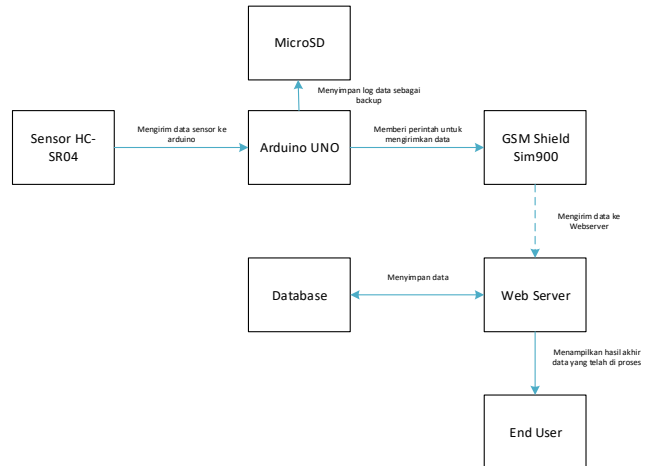 MicroSD
Menyimpan log data sebagai
backup
Sensor HC-
SR04
Mengirim data sensor ke
arduino
Arduino UNO
Memberi perintah untuk
mengirimkan data
GSM Shield
Sim900
Mengirim data ke
Webserver
Database
Menyimpan data
Web Server
Menampilkan hasil akhir
data yang telah di proses
End User